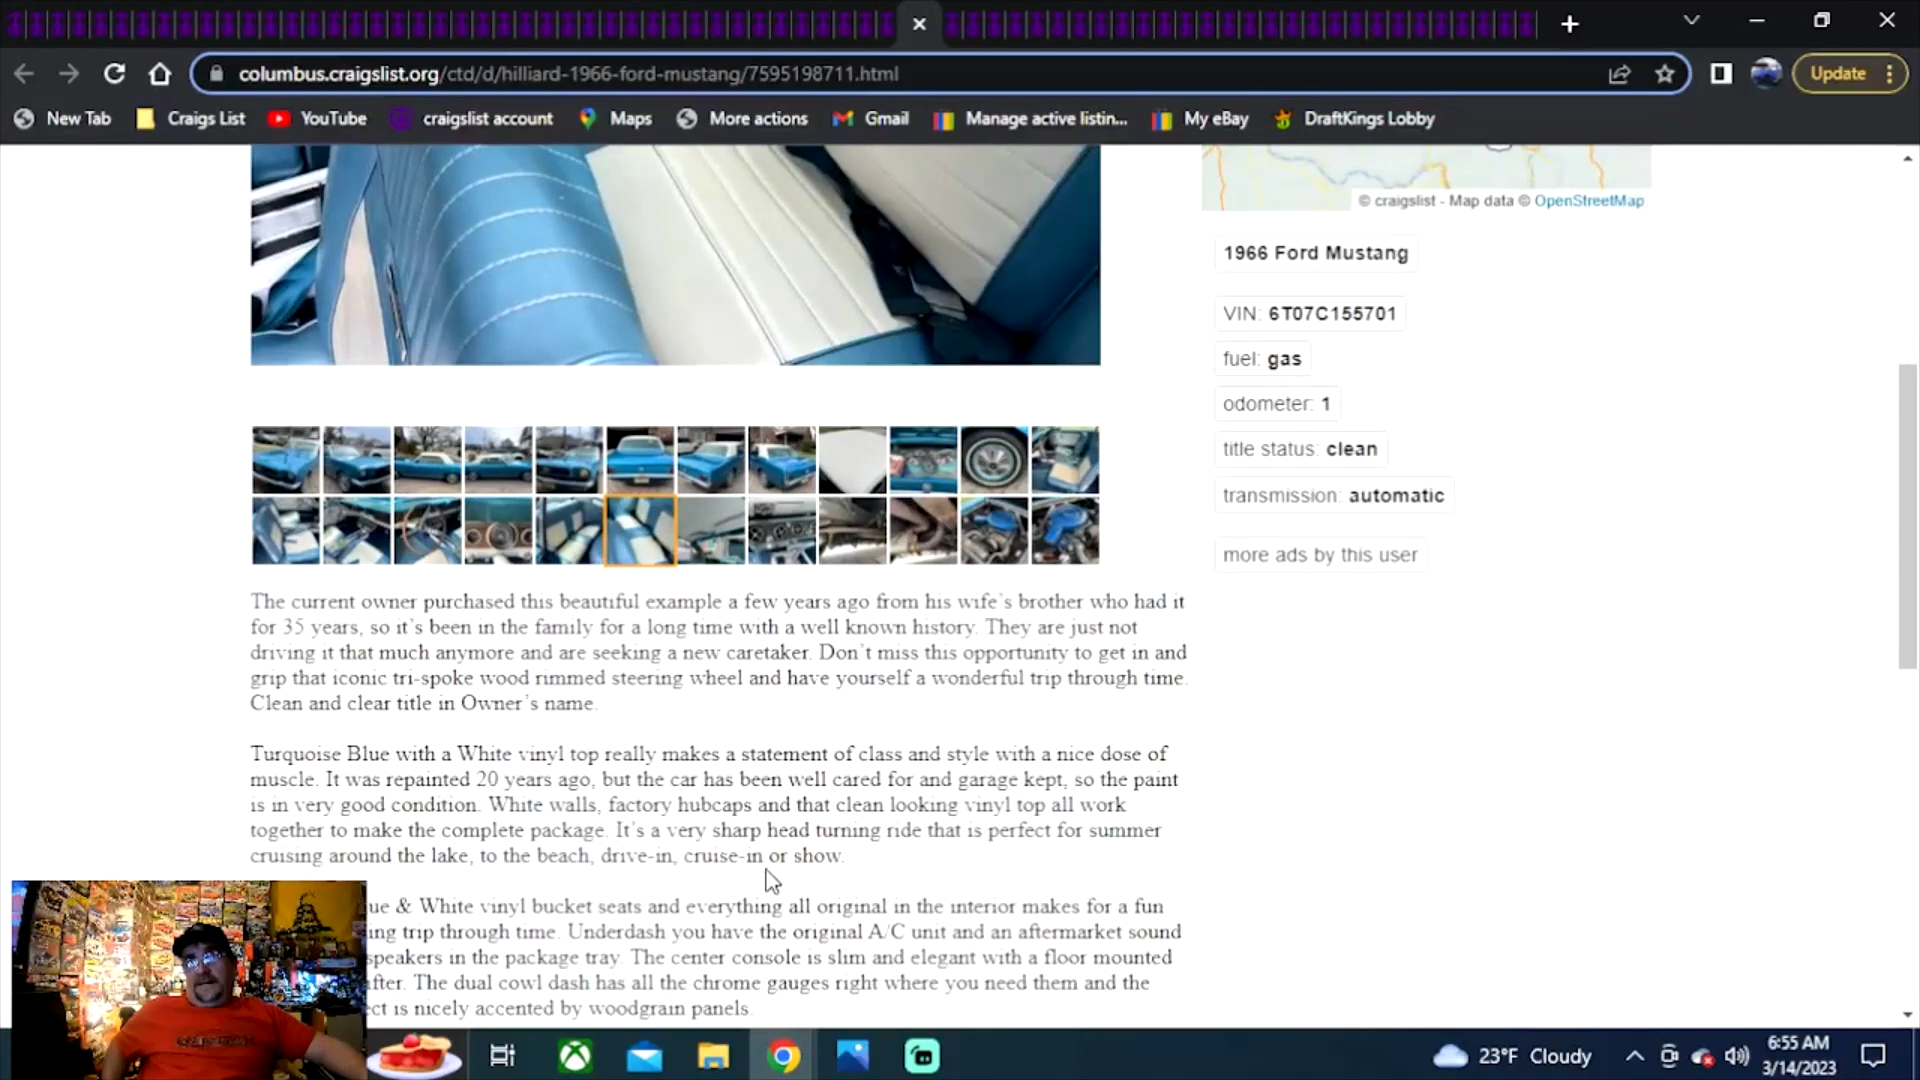 columbus.craigslist.org/ctd/d/hilliard-1966-ford-mustang/7595198711.html
Update
New Tab
Craigs List
YouTube
craigslist account
Maps
More actions
Gmail
Manage active listin...
My eBay
DraftKings Lobby
© craigslist - Map data © OpenStreetMap
1966 Ford Mustang
VIN: 6T07C155701
fuel: gas
odometer: 1
title status: clean
transmission: automatic
more ads by this user
The current owner purchased this beautiful example a few years ago from his wife's brother who had it
for 35 years, so it's been in the family for a long time with a well known history. They are just not
driving it that much anymore and are seeking a new caretaker. Don't miss this opportunity to get in and
grip that iconic tri-spoke wood rimmed steering wheel and have yourself a wonderful trip through time.
Clean and clear title in Owner's name.
Turquoise Blue with a White vinyl top really makes a statement of class and style with a nice dose of
muscle. It was repainted 20 years ago, but the car has been well cared for and garage kept, so the paint
is in very good condition. White walls, factory hubcaps and that clean looking vinyl top all work
together to make the complete package. It's a very sharp head turning ride that is perfect for summer
cruising around the lake, to the beach, drive-in, cruise-in or show.
ue & White vinyl bucket seats and everything all original in the interior makes for a fun
ing trip through time. Underdash you have the original A/C unit and an aftermarket sound
speakers in the package tray. The center console is slim and elegant with a floor mounted
ifter. The dual cowl dash has all the chrome gauges right where you need them and the
ect is nicely accented by woodgrain panels.
23°F Cloudy
6:55 AM
3/14/2023